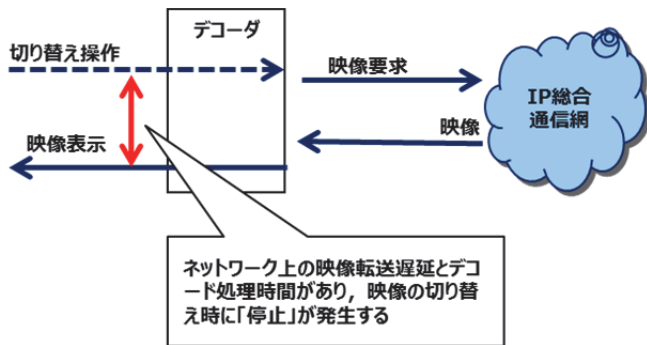 デコーダ
切り替え操作
映像要求
IP総合
通信網
映像
映像表示
ネットワーク上の映像転送遅延とデコ
ード処理時間があり，映像の切り替
え時に「停止」が発生する